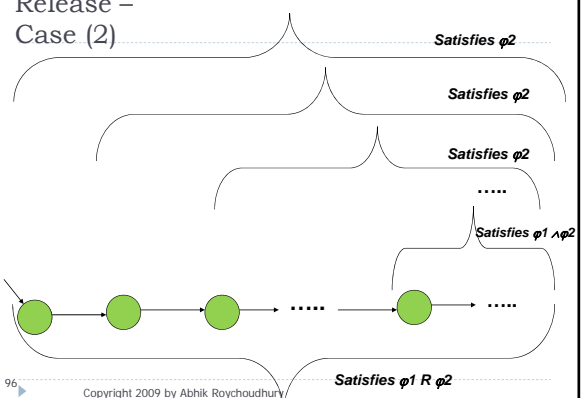 Release –
Case (2)
Satisfies φ2
Satisfies φ2
Satisfies φ2
.....
Satisfies φ1 ∧φ2
.....
.....
Satisfies φ1 R φ2
96
Copyright 2009 by Abhik Roychoudhury